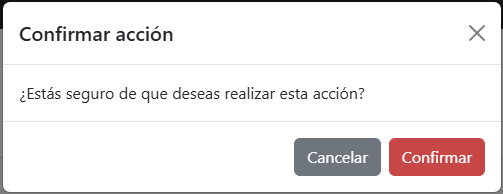 Confirmar acción
¿Estás seguro de que deseas realizar esta acción?
Cancelar
Confirmar